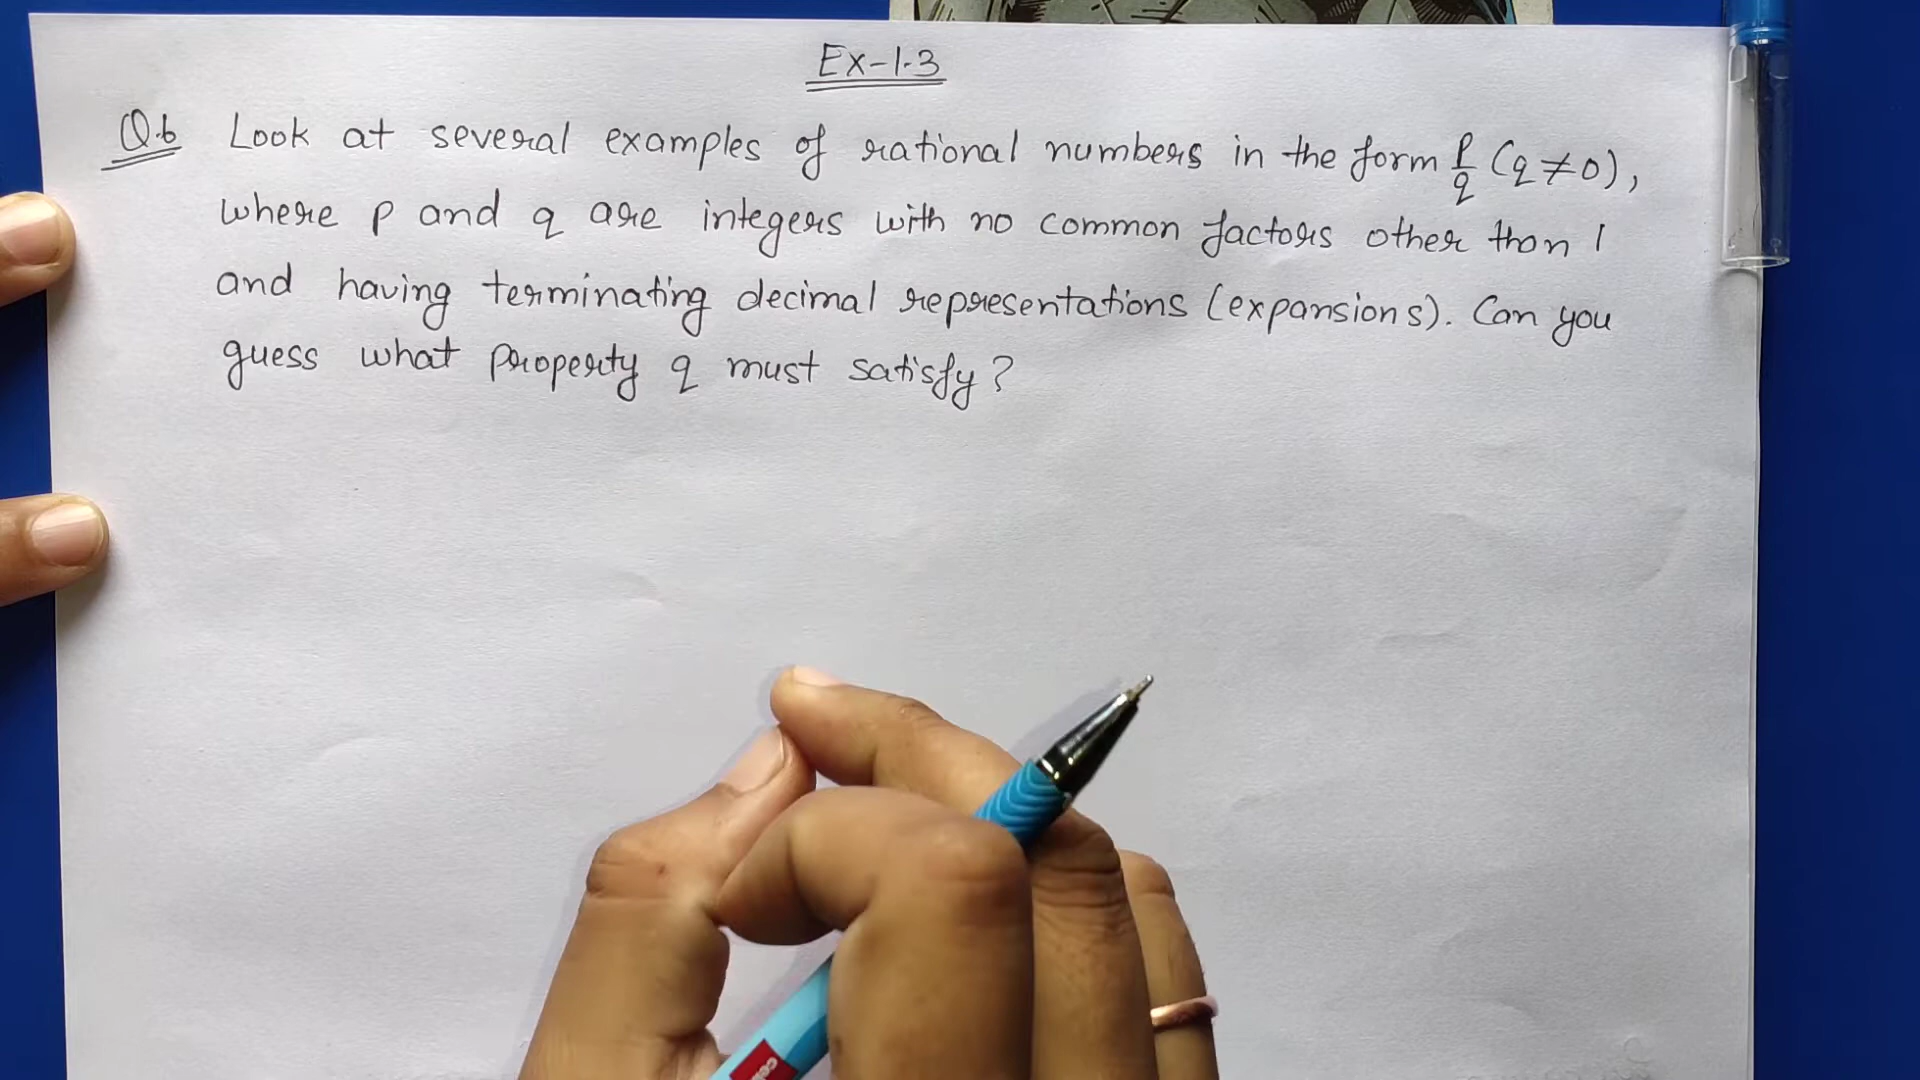 Ex-1.3
Q.6 Look at several examples of rational numbers in the form p/q (q≠0),
where p and q are integers with no common factors other than 1
and having terminating decimal representations (expansions). Can you
guess what property q must satisfy?